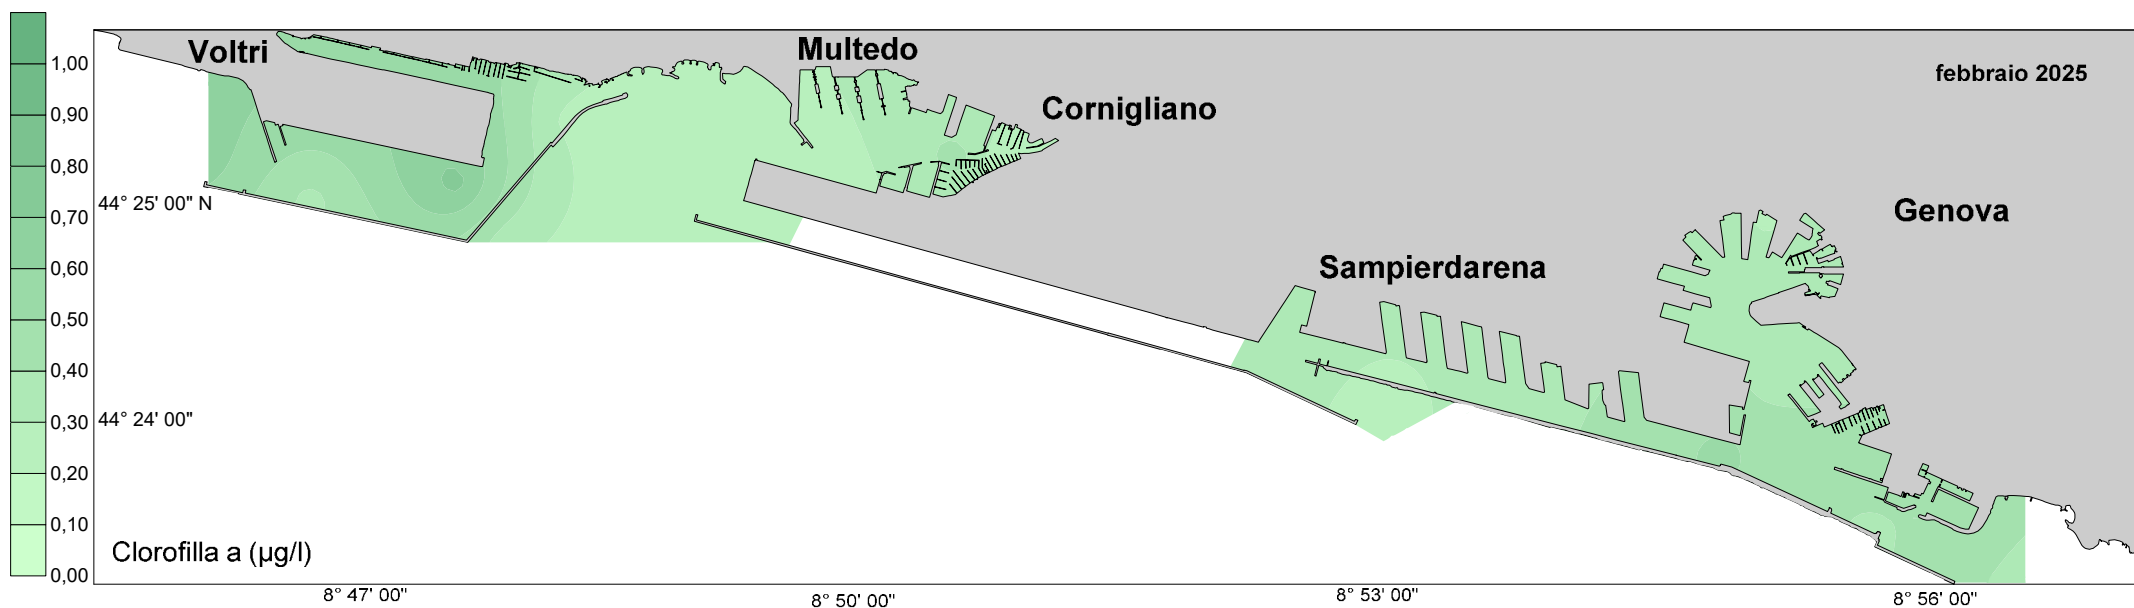 Voltri
Multedo
febbraio 2025
Cornigliano
Genova
Sampierdarena
1,00
0,90
0,80
0,70
0,60
0,50
0,40
0,30
0,20
0,10
0,00
44° 25' 00" N
44° 24' 00"
Clorofilla a (µg/l)
8° 47' 00"
8° 50' 00"
8° 53' 00"
8° 56' 00"